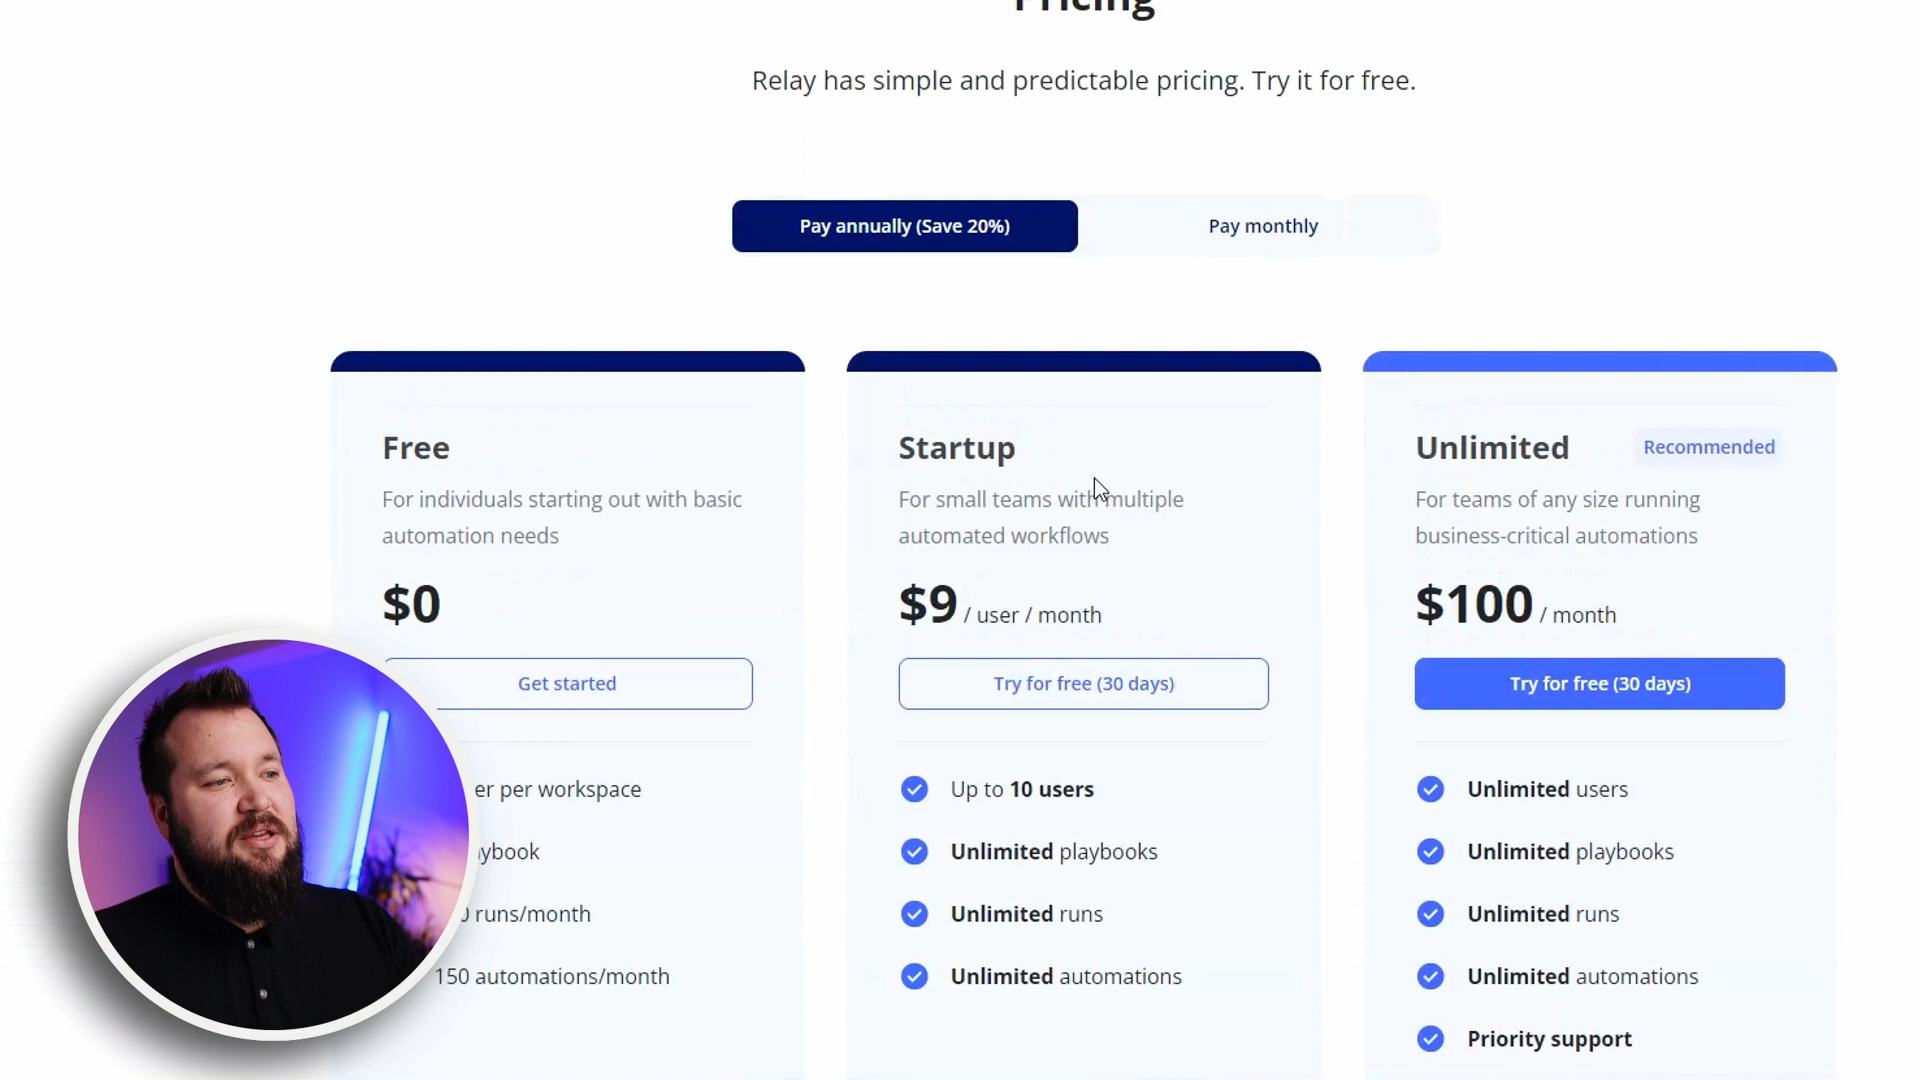 Pricing
Relay has simple and predictable pricing. Try it for free.
Pay annually (Save 20%)
Pay monthly
Free
For individuals starting out with basic
automation needs
$0
Get started
per workspace
runs/month
150 automations/month
Startup
For small teams with multiple
automated workflows
$9 / user / month
Try for free (30 days)
Up to 10 users
Unlimited playbooks
Unlimited runs
Unlimited automations
Unlimited
Recommended
For teams of any size running
business-critical automations
$100 / month
Try for free (30 days)
Unlimited users
Unlimited playbooks
Unlimited runs
Unlimited automations
Priority support